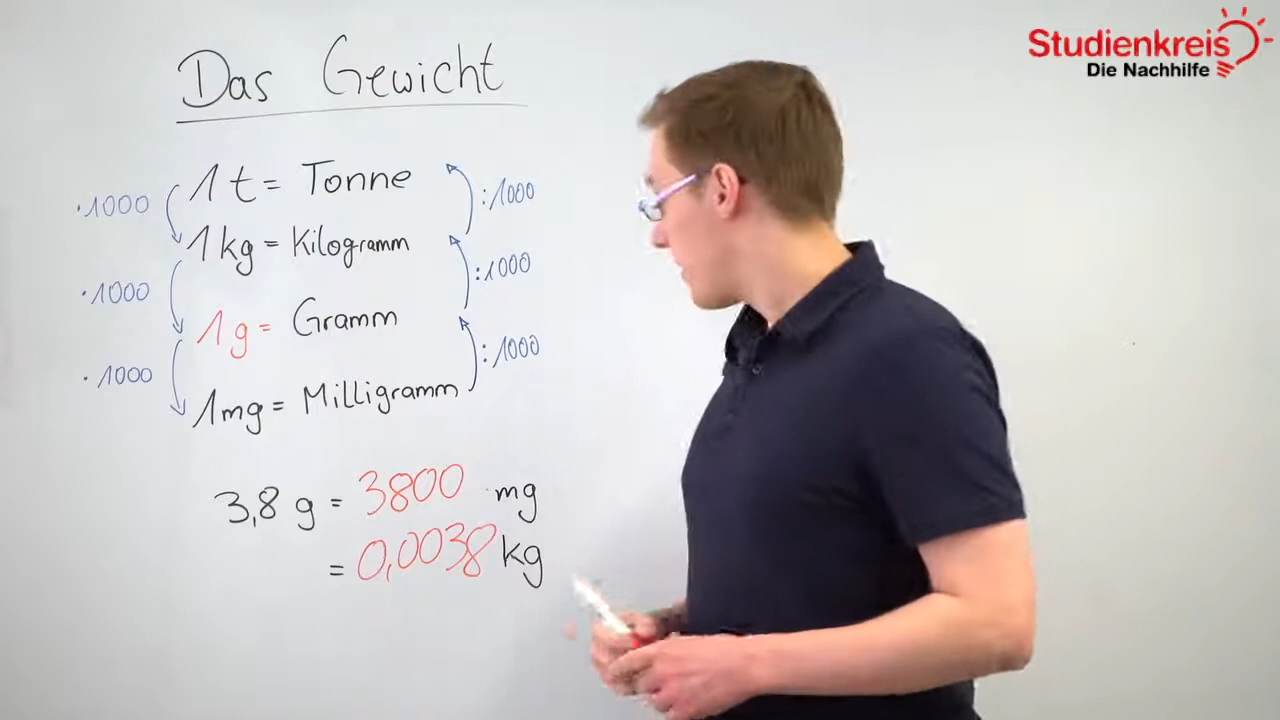 Studienkreis
Die Nachhilfe
Das Gewicht
·1000
1 t = Tonne
:1000
1 kg = Kilogramm
·1000
:1000
1 g = Gramm
·1000
:1000
1 mg = Milligramm
3,8 g = 3800 mg
= 0,0038 kg